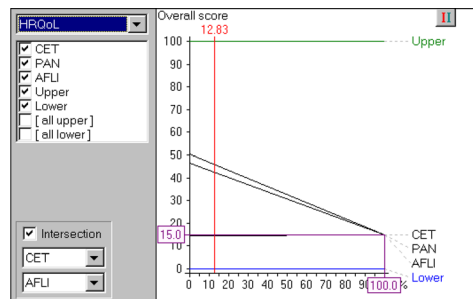 HRQoL
CET
PAN
AFLI
Upper
Lower
[ all upper ]
[ all lower ]
Intersection
CET
AFLI
Overall score
12.83
II
100
90
80
70
60
50
40
30
20
15.0
10
0
0 10 20 30 40 50 60 70 80 90 100.0 %
Upper
CET
PAN
AFLI
Lower